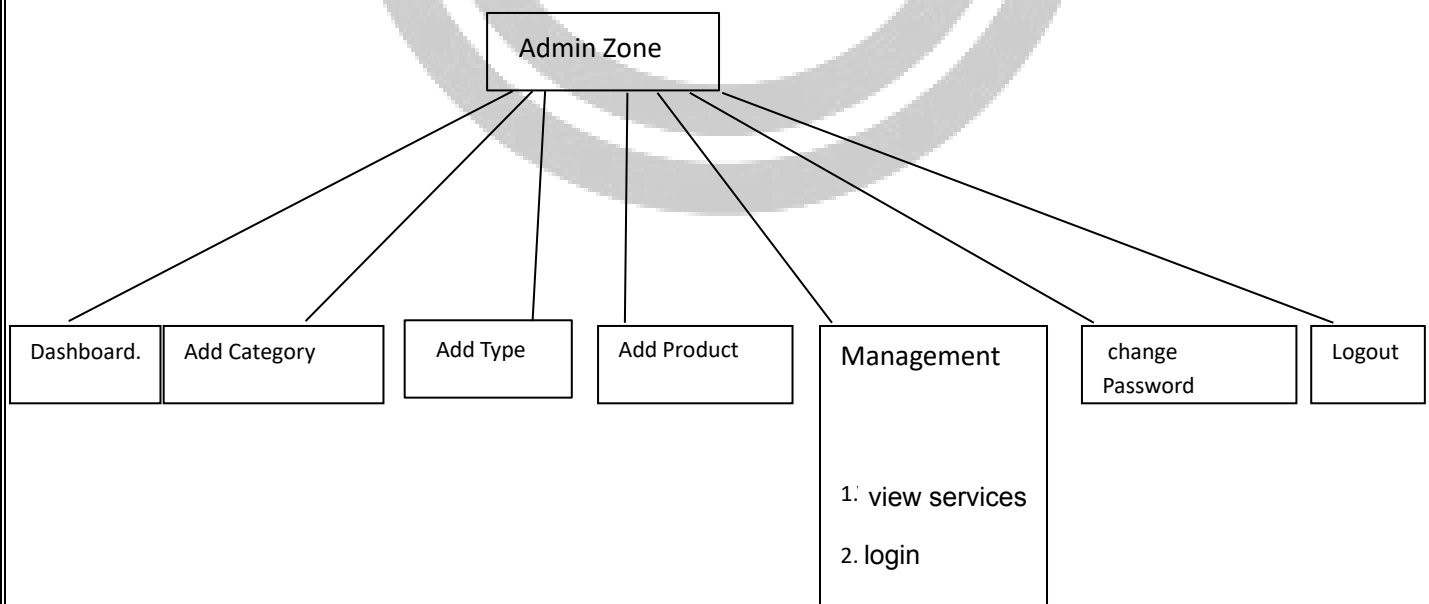 Admin Zone
Dashboard.
Add Category
Add Type
Add Product
Management
1. view services
2. login
change
Password
Logout